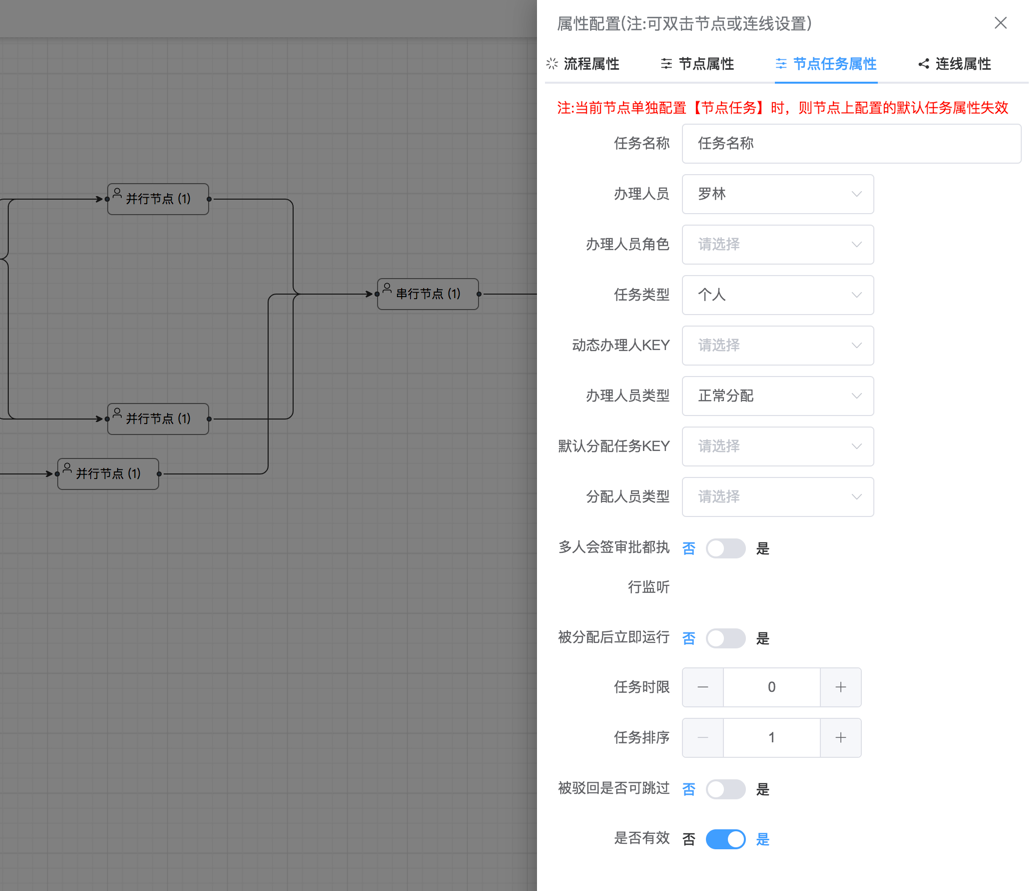 属性配置(注:可双击节点或连线设置)
流程属性 节点属性 节点任务属性 连线属性
注:当前节点单独配置【节点任务】时，则节点上配置的默认任务属性失效
任务名称 任务名称
办理人员 罗林
办理人员角色 请选择
任务类型 个人
动态办理人KEY 请选择
办理人员类型 正常分配
默认分配任务KEY 请选择
分配人员类型 请选择
多人会签审批都执 否 是
行监听
被分配后立即运行 否 是
任务时限 0
任务排序 1
被驳回是否可跳过 否 是
是否有效 否 是
并行节点 (1)
串行节点 (1)
并行节点 (1)
并行节点 (1)